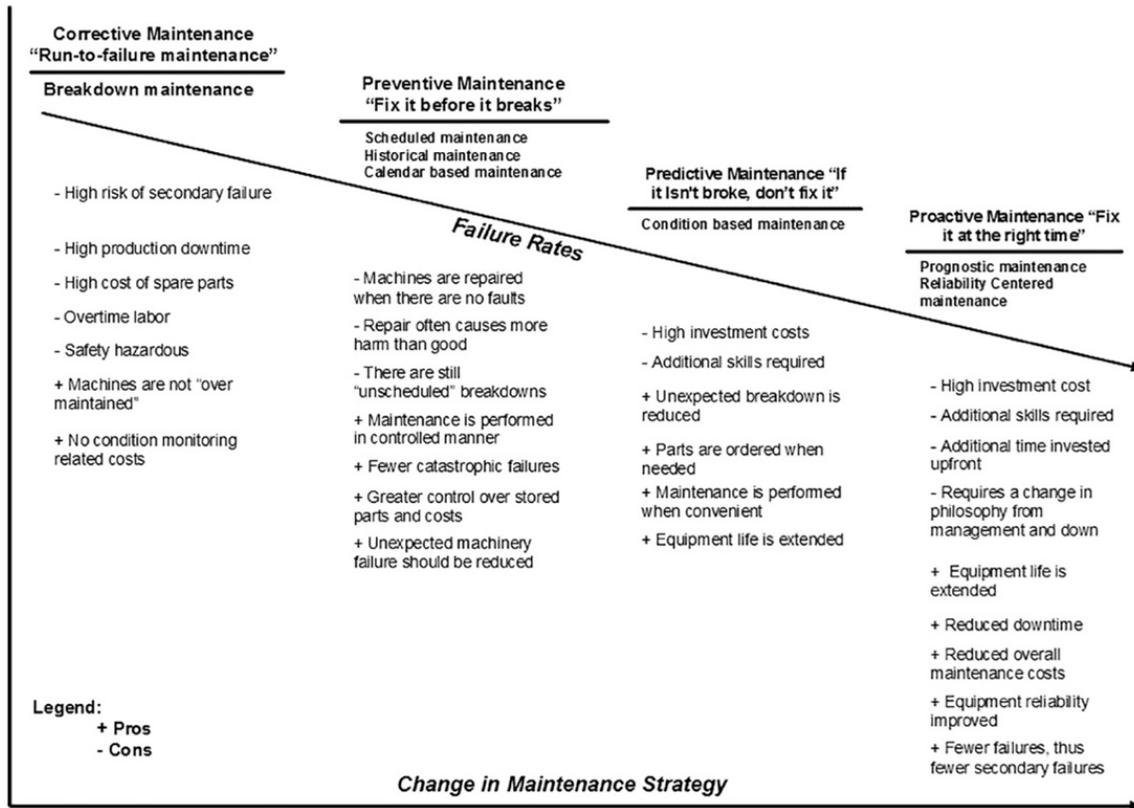 Corrective Maintenance
“Run-to-failure maintenance”
Breakdown maintenance
- High risk of secondary failure
- High production downtime
- High cost of spare parts
- Overtime labor
- Safety hazardous
+ Machines are not “over
maintained”
+ No condition monitoring
related costs
Preventive Maintenance
“Fix it before it breaks”
Scheduled maintenance
Historical maintenance
Calendar based maintenance
Failure Rates
- Machines are repaired
when there are no faults
- Repair often causes more
harm than good
- There are still
“unscheduled” breakdowns
+ Maintenance is performed
in controlled manner
+ Fewer catastrophic failures
+ Greater control over stored
parts and costs
+ Unexpected machinery
failure should be reduced
Predictive Maintenance “If
it Isn't broke, don’t fix it”
Condition based maintenance
- High investment costs
- Additional skills required
+ Unexpected breakdown is
reduced
+ Parts are ordered when
needed
+ Maintenance is performed
when convenient
+ Equipment life is extended
Proactive Maintenance “Fix
it at the right time”
Prognostic maintenance
Reliability Centered
maintenance
- High investment cost
- Additional skills required
- Additional time invested
upfront
- Requires a change in
philosophy from
management and down
+ Equipment life is
extended
+ Reduced downtime
+ Reduced overall
maintenance costs
+ Equipment reliability
improved
+ Fewer failures, thus
fewer secondary failures
Legend:
+ Pros
- Cons
Change in Maintenance Strategy